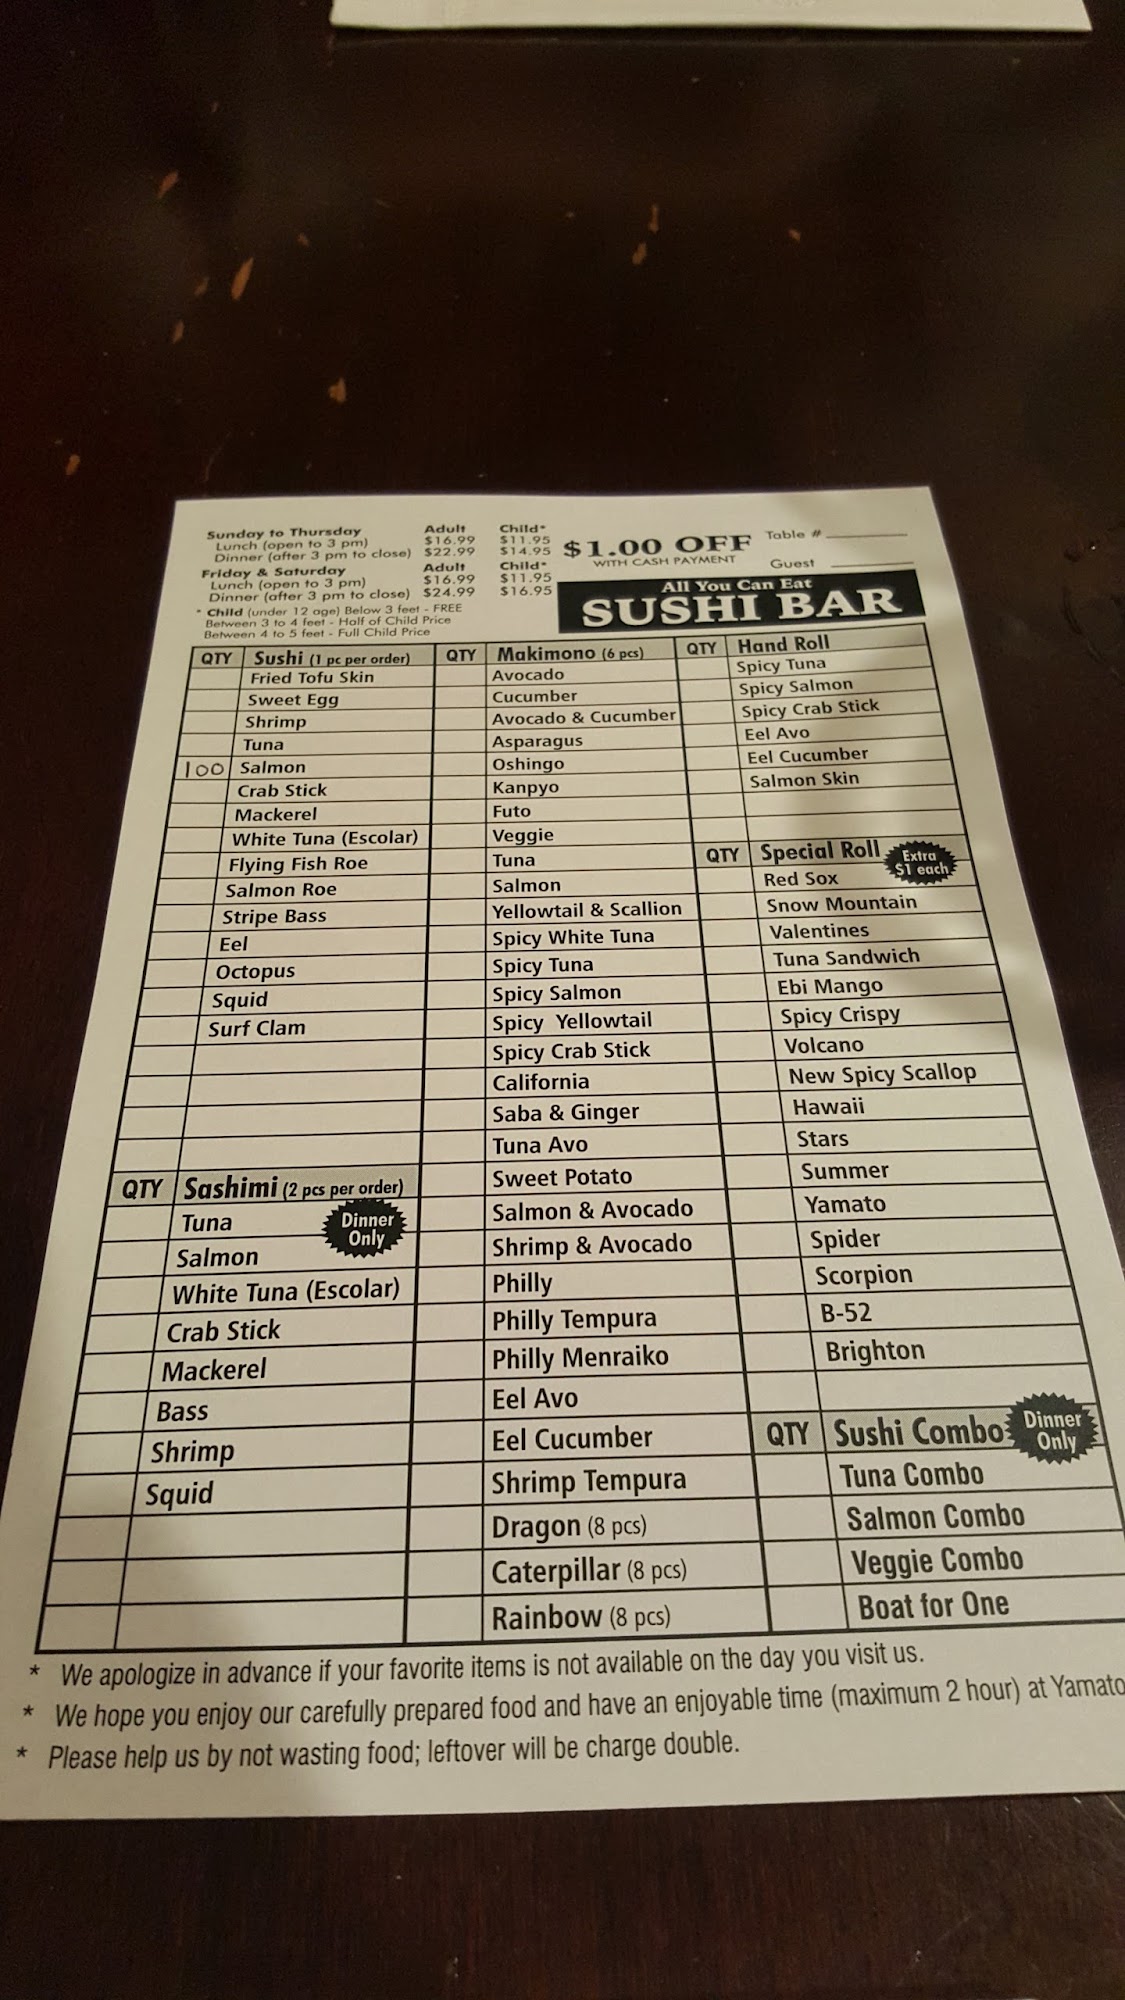 Sunday to Thursday Adult Child*
Lunch (open to 3 pm) $16.99 $11.95
Dinner (after 3 pm to close) $22.99 $14.95
Friday & Saturday Adult Child*
Lunch (open to 3 pm) $16.99 $11.95
Dinner (after 3 pm to close) $24.99 $16.95
* Child (under 12 age) Below 3 feet - FREE
Between 3 to 4 feet - Half of Child Price
Between 4 to 5 feet - Full Child Price
$1.00 OFF
WITH CASH PAYMENT
Table #
Guest
All You Can Eat
SUSHI BAR
QTY Sushi (1 pc per order)
Fried Tofu Skin
Sweet Egg
Shrimp
Tuna
100 Salmon
Crab Stick
Mackerel
White Tuna (Escolar)
Flying Fish Roe
Salmon Roe
Stripe Bass
Eel
Octopus
Squid
Surf Clam
QTY Sashimi (2 pcs per order)
Dinner
Only
Tuna
Salmon
White Tuna (Escolar)
Crab Stick
Mackerel
Bass
Shrimp
Squid
QTY Makimono (6 pcs)
Avocado
Cucumber
Avocado & Cucumber
Asparagus
Oshingo
Kanpyo
Futo
Veggie
Tuna
Salmon
Yellowtail & Scallion
Spicy White Tuna
Spicy Tuna
Spicy Salmon
Spicy Yellowtail
Spicy Crab Stick
California
Saba & Ginger
Tuna Avo
Sweet Potato
Salmon & Avocado
Shrimp & Avocado
Philly
Philly Tempura
Philly Menraiko
Eel Avo
Eel Cucumber
Shrimp Tempura
Dragon (8 pcs)
Caterpillar (8 pcs)
Rainbow (8 pcs)
QTY Hand Roll
Spicy Tuna
Spicy Salmon
Spicy Crab Stick
Eel Avo
Eel Cucumber
Salmon Skin
QTY Special Roll
Extra
$1 each
Red Sox
Snow Mountain
Valentines
Tuna Sandwich
Ebi Mango
Spicy Crispy
Volcano
New Spicy Scallop
Hawaii
Stars
Summer
Yamato
Spider
Scorpion
B-52
Brighton
QTY Sushi Combo
Dinner
Only
Tuna Combo
Salmon Combo
Veggie Combo
Boat for One
* We apologize in advance if your favorite items is not available on the day you visit us.
* We hope you enjoy our carefully prepared food and have an enjoyable time (maximum 2 hour) at Yamato
* Please help us by not wasting food; leftover will be charge double.